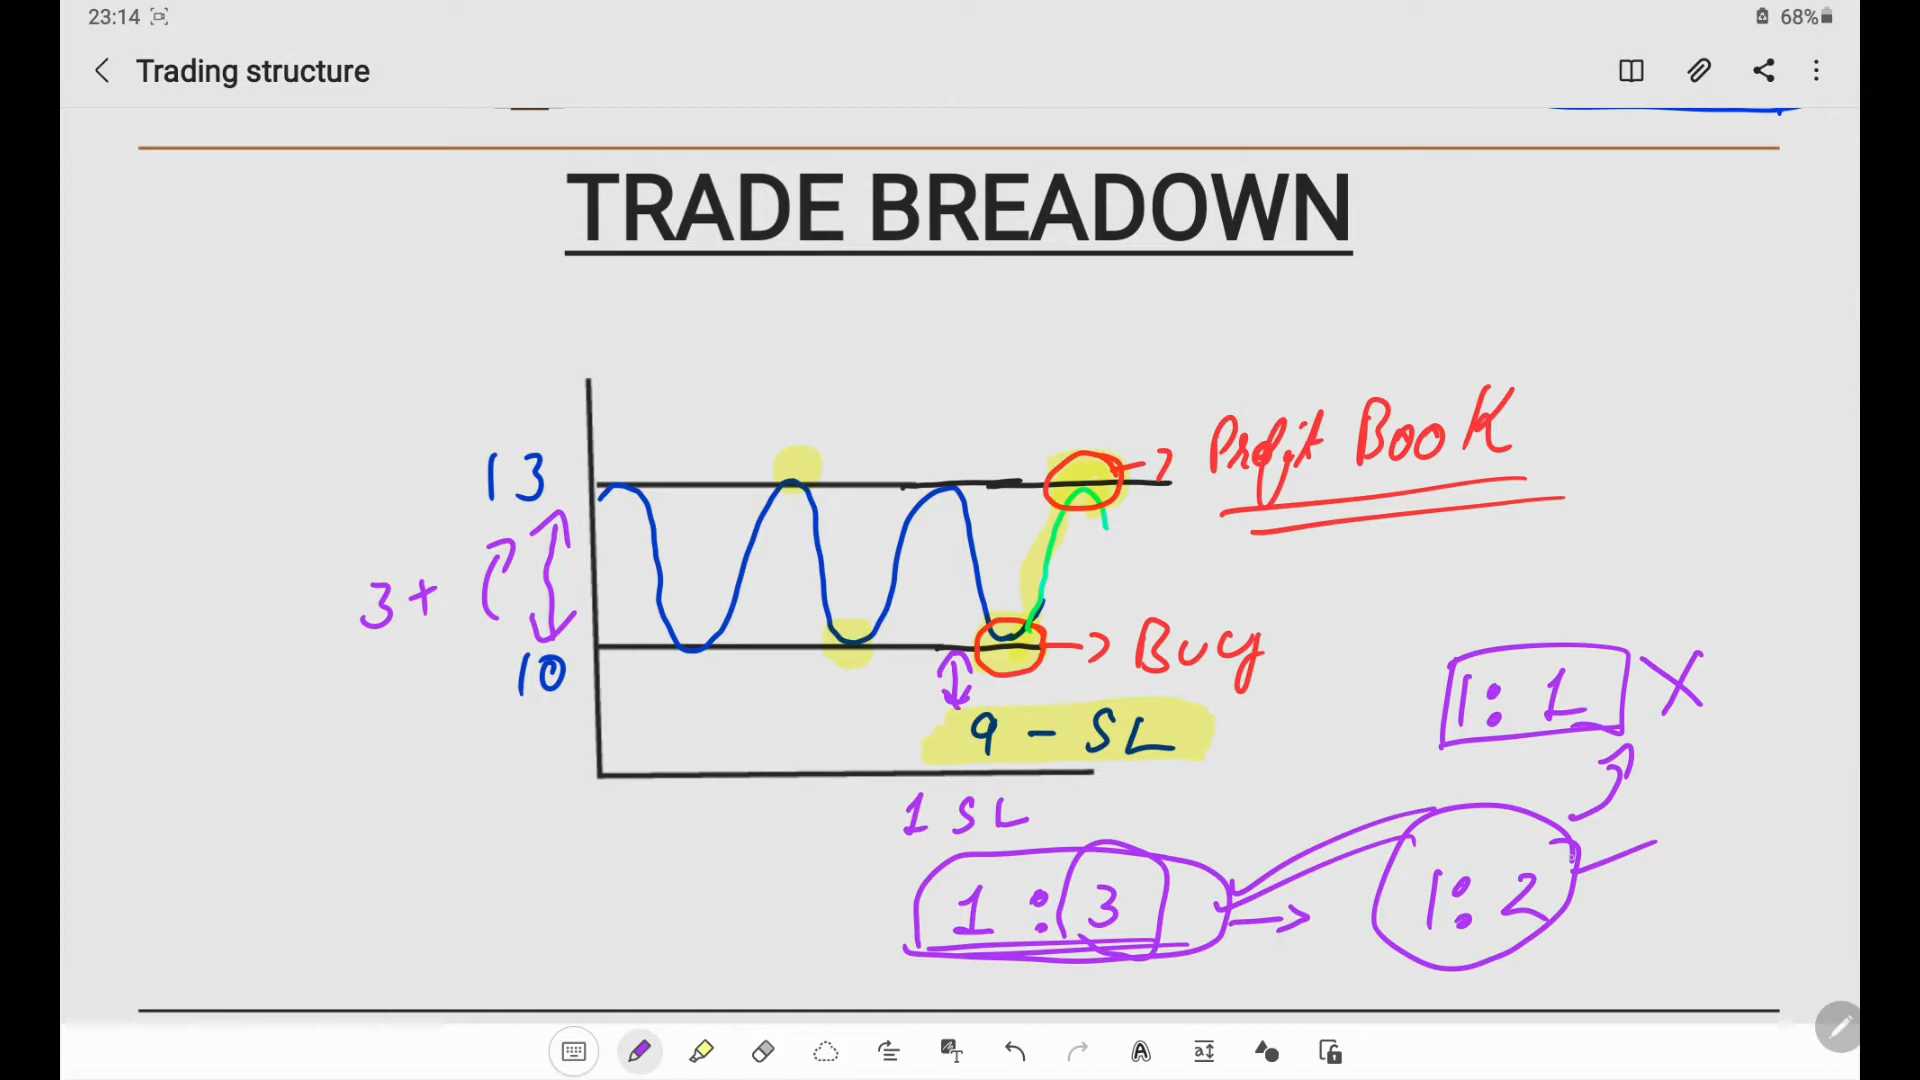 23:14
68%
Trading structure
TRADE BREADOWN
Profit Book
13
3+
10
Buy
1:1 X
9 - SL
1 SL
1:3
1:2